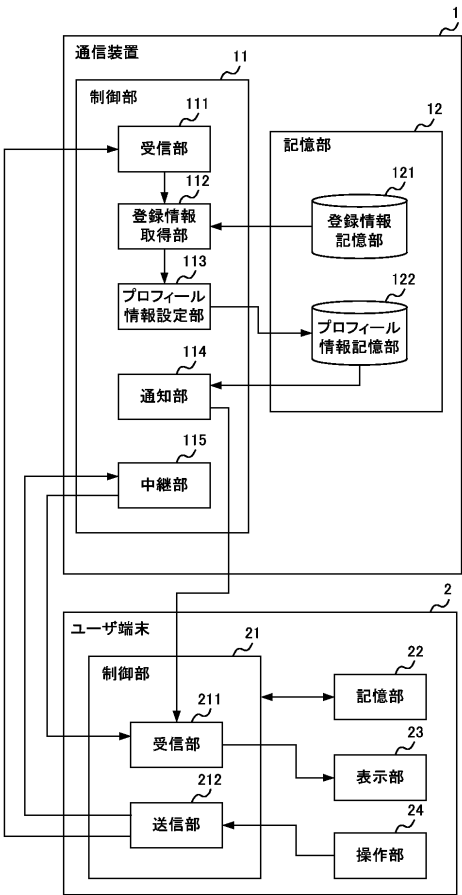 1
通信装置
11
制御部
111
受信部
112
登録情報
取得部
113
プロフィール
情報設定部
114
通知部
115
中継部
12
記憶部
121
登録情報
記憶部
122
プロフィール
情報記憶部
2
ユーザ端末
21
制御部
211
受信部
212
送信部
22
記憶部
23
表示部
24
操作部